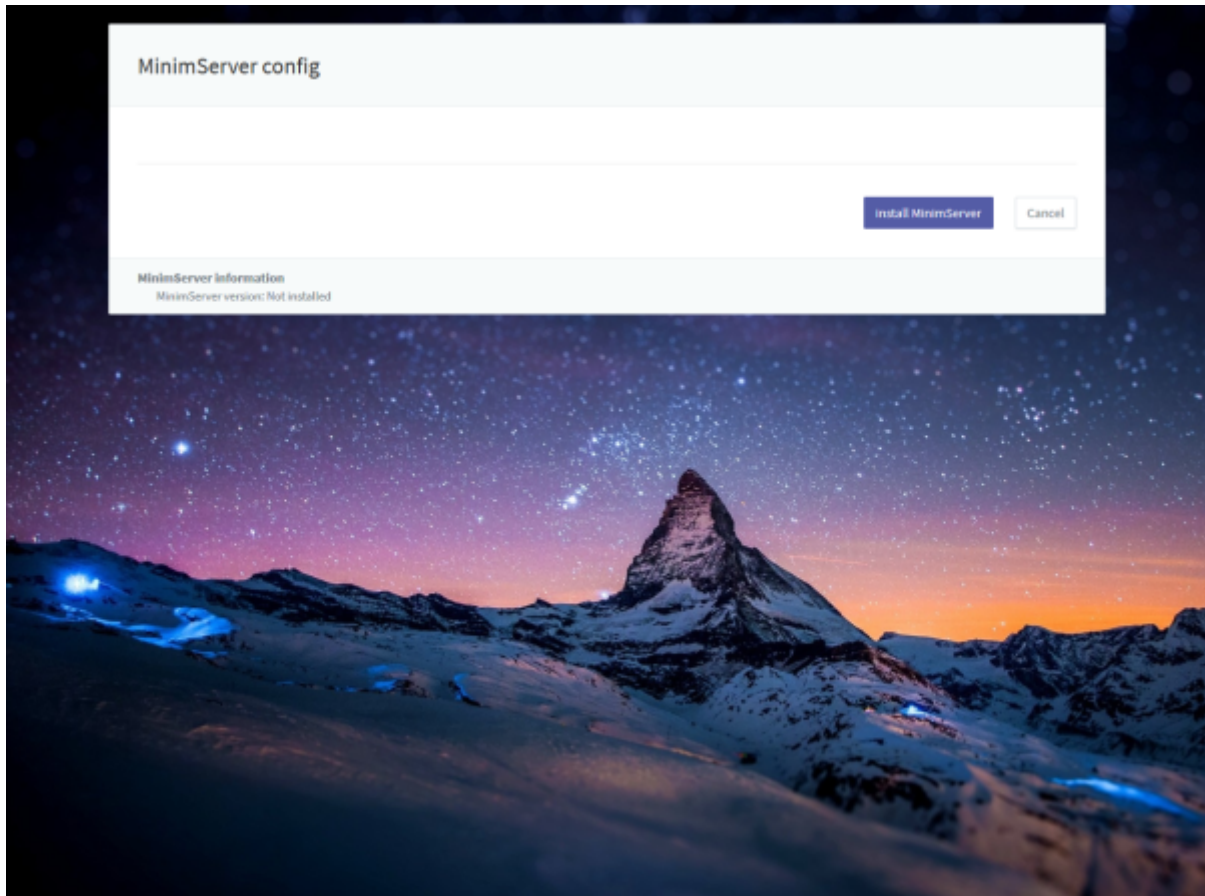 MinimServer config
Install MinimServer
Cancel
MinimServer information
MinimServer version: Not installed